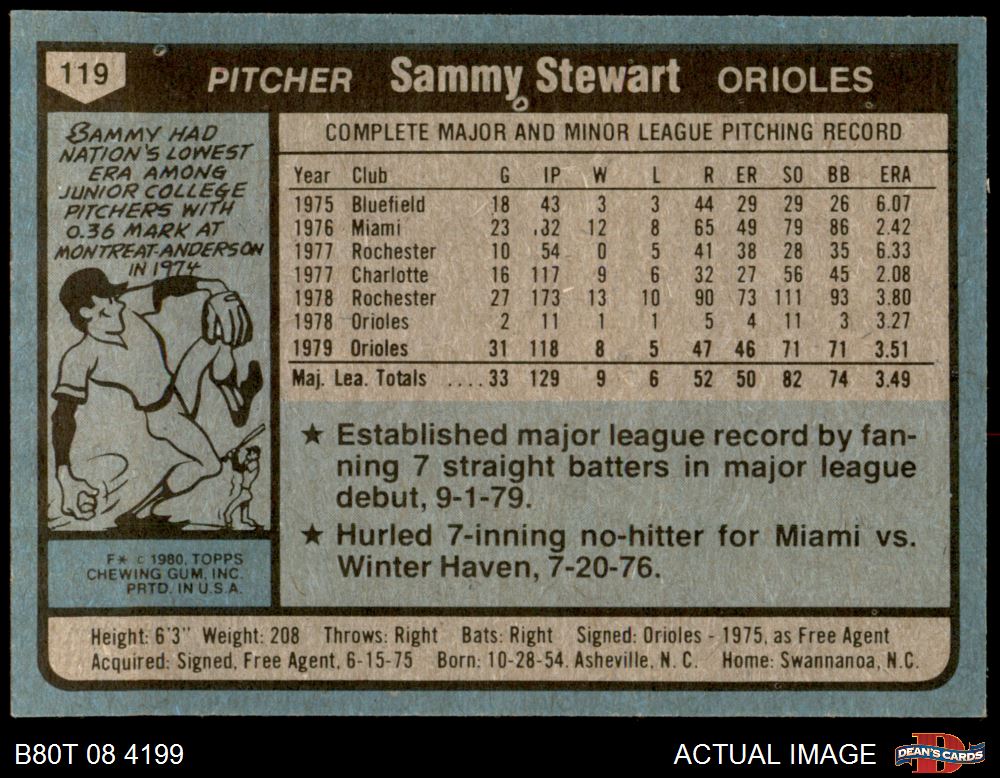 119 PITCHER Sammy Stewart ORIOLES
SAMMY HAD
NATION'S LOWEST
ERA AMONG
JUNIOR COLLEGE
PITCHERS WITH
0.36 MARK AT
MONTREAT-ANDERSON
IN 1974
F* © 1980, TOPPS
CHEWING GUM, INC.
PRTD. IN U.S.A.
COMPLETE MAJOR AND MINOR LEAGUE PITCHING RECORD
Year Club G IP W L R ER SO BB ERA
1975 Bluefield 18 43 3 3 44 29 29 26 6.07
1976 Miami 23 .32 12 8 65 49 79 86 2.42
1977 Rochester 10 54 0 5 41 38 28 35 6.33
1977 Charlotte 16 117 9 6 32 27 56 45 2.08
1978 Rochester 27 173 13 10 90 73 111 93 3.80
1978 Orioles 2 11 1 1 5 4 11 3 3.27
1979 Orioles 31 118 8 5 47 46 71 71 3.51
Maj. Lea. Totals ....33 129 9 6 52 50 82 74 3.49
★ Established major league record by fan-
ning 7 straight batters in major league
debut, 9-1-79.
★ Hurled 7-inning no-hitter for Miami vs.
Winter Haven, 7-20-76.
Height: 6'3" Weight: 208 Throws: Right Bats: Right Signed: Orioles - 1975, as Free Agent
Acquired: Signed, Free Agent, 6-15-75 Born: 10-28-54. Asheville, N. C. Home: Swannanoa, N.C.
B80T 08 4199 ACTUAL IMAGE DEAN'S CARDS